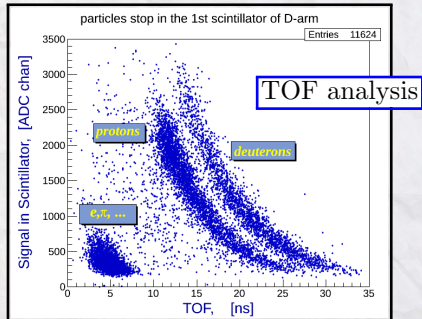 particles stop in the 1st scintillator of D-arm
Entries 11624
TOF analysis
Signal in Scintillator, [ADC chan]
3500
3000
2500
2000
1500
1000
500
0
protons
deuterons
e,π, ...
0 5 10 15 20 25 30 35
TOF, [ns]